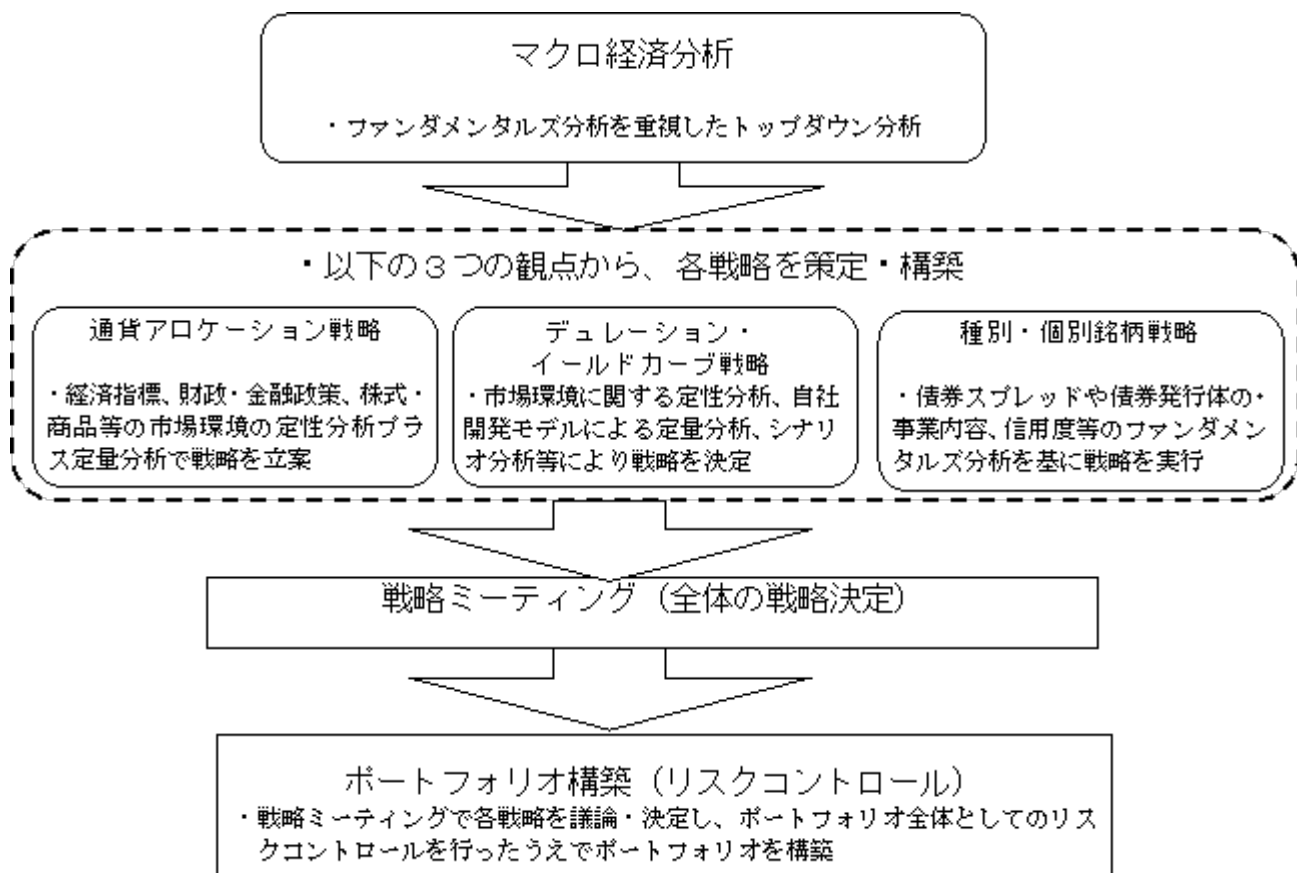 マクロ経済分析
・ファンダメンタルズ分析を重視したトップダウン分析
・以下の３つの観点から、各戦略を策定・構築
通貨アロケーション戦略
・経済指標、財政・金融政策、株式・
商品等の市場環境の定性分析プラ
ス定量分析で戦略を立案
デュレーション・
イールドカーブ戦略
・市場環境に関する定性分析、自社
開発モデルによる定量分析、シナリ
オ分析等により戦略を決定
種別・個別銘柄戦略
・債券スプレッドや債券発行体の・
事業内容、信用度等のファンダメン
タルズ分析を基に戦略を実行
戦略ミーティング（全体の戦略決定）
ポートフォリオ構築（リスクコントロール）
・戦略ミーティングで各戦略を議論・決定し、ポートフォリオ全体としてのリス
クコントロールを行ったうえでポートフォリオを構築